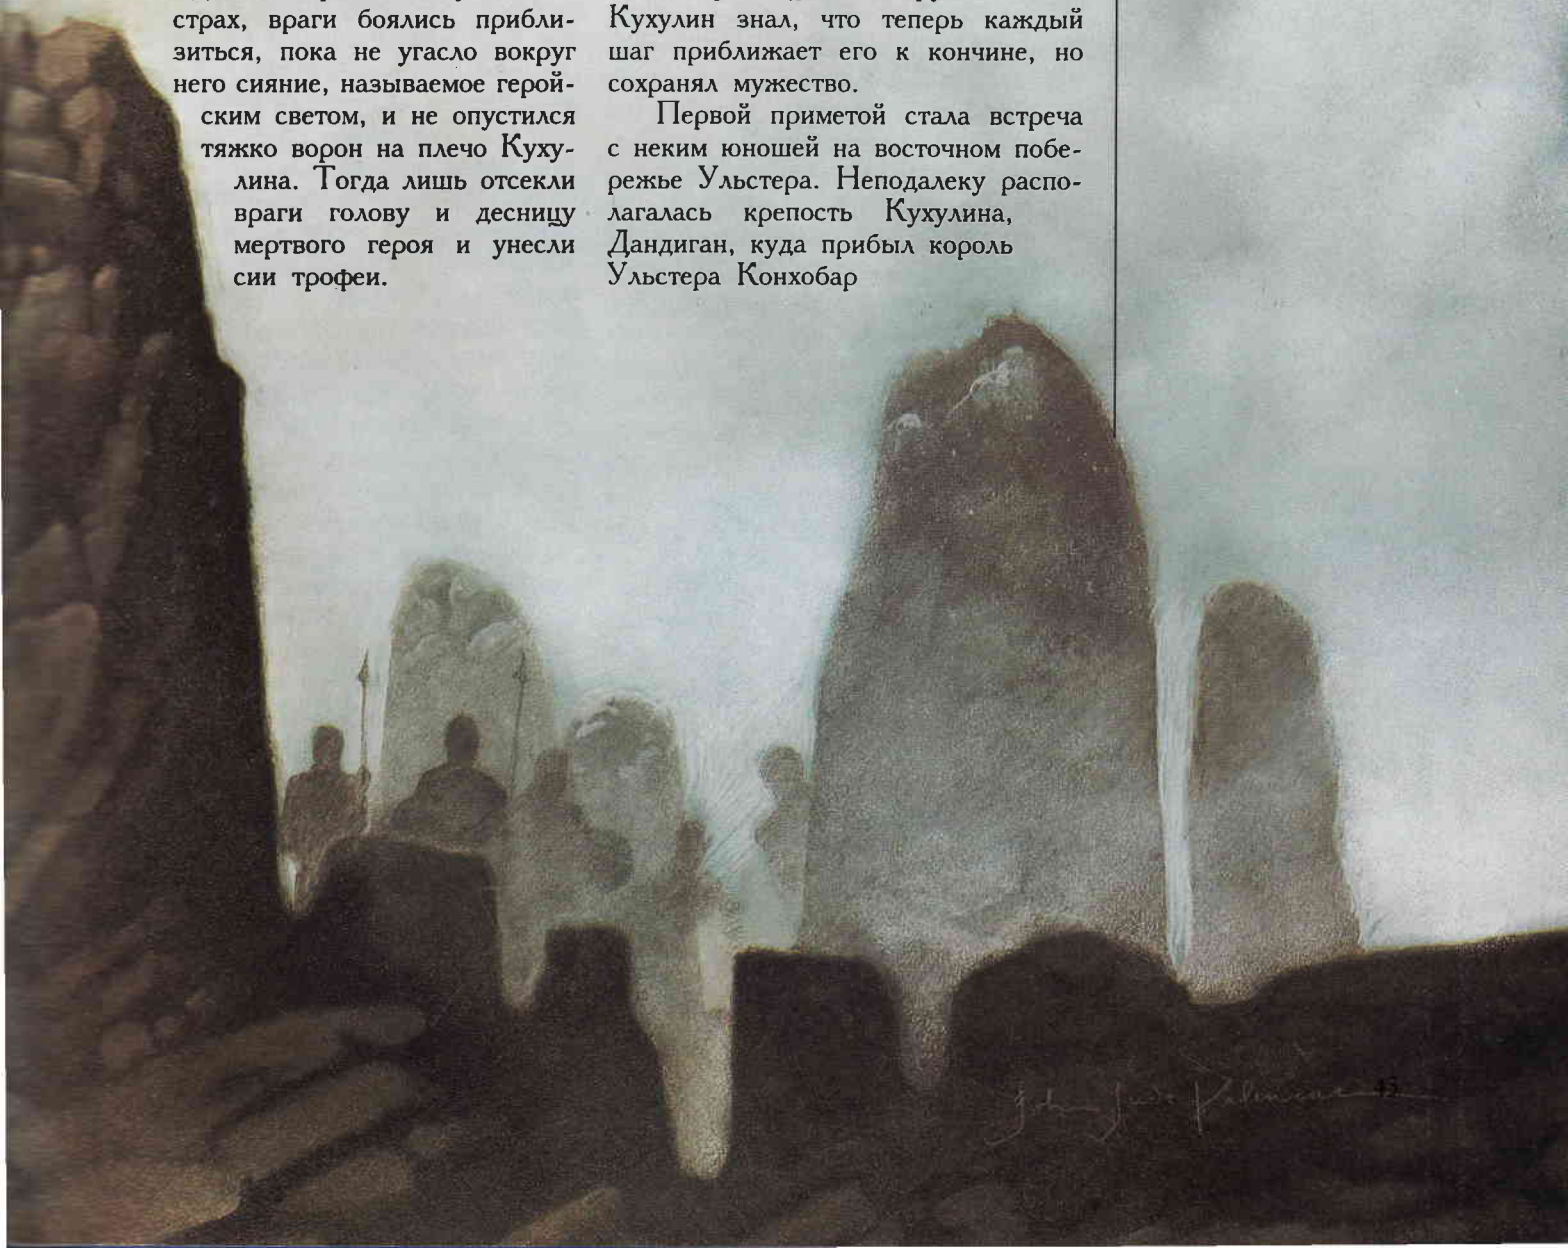 страх, враги боялись прибли-
зиться, пока не угасло вокруг
него сияние, называемое герой-
ским светом, и не опустился
тяжко ворон на плечо Куху-
лина. Тогда лишь отсекли
враги голову и десницу
мертвого героя и унесли
сии трофеи.
Кухулин знал, что теперь каждый
шаг приближает его к кончине, но
сохранял мужество.
Первой приметой стала встреча
с неким юношей на восточном побе-
режье Ульстера. Неподалеку распо-
лагалась крепость Кухулина,
Дандиган, куда прибыл король
Ульстера Конхобар